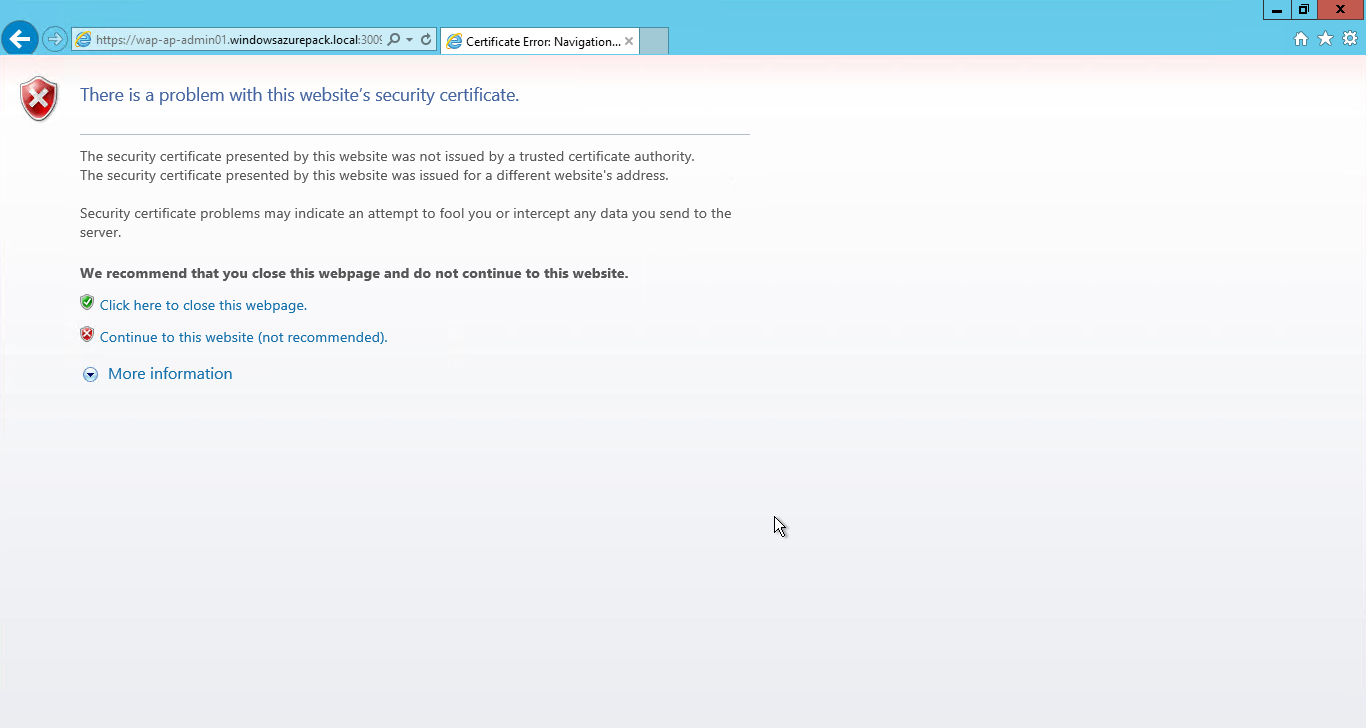 https://wap-ap-admin01.windowsazurepack.local:3009
Certificate Error: Navigation...
There is a problem with this website's security certificate.
The security certificate presented by this website was not issued by a trusted certificate authority.
The security certificate presented by this website was issued for a different website's address.
Security certificate problems may indicate an attempt to fool you or intercept any data you send to the
server.
We recommend that you close this webpage and do not continue to this website.
Click here to close this webpage.
Continue to this website (not recommended).
More information